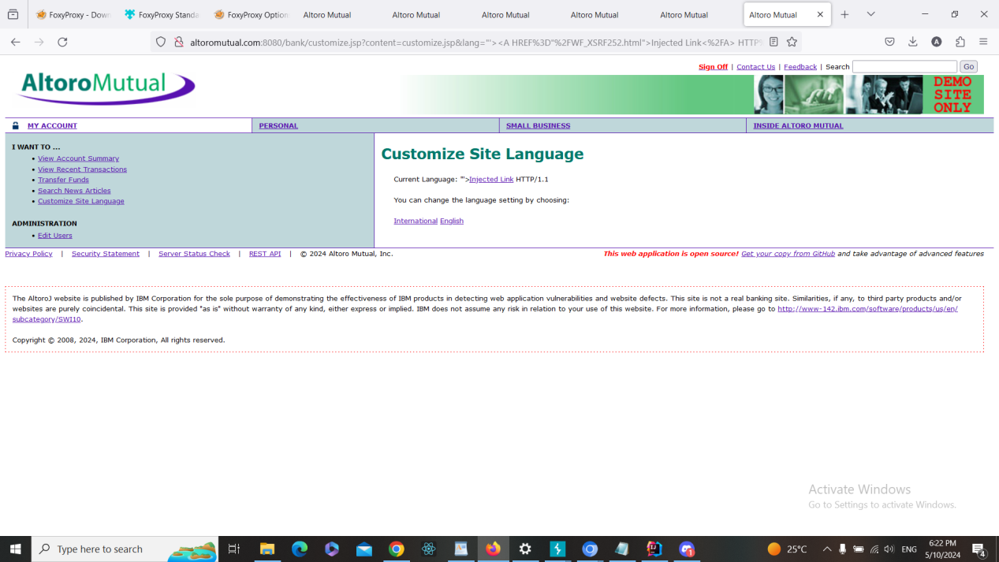 FoxyProxy - Down
FoxyProxy Standa
FoxyProxy Option
Altoro Mutual
Altoro Mutual
Altoro Mutual
Altoro Mutual
Altoro Mutual
Altoro Mutual
altoromutual.com:8080/bank/customize.jsp?content=customize.jsp&lang="'><A HREF%3D"%2FWF_XSRF252.html">Injected Link<%2FA> HTTP%
Sign Off | Contact Us | Feedback | Search Go
AltoroMutual
DEMO
SITE
ONLY
MY ACCOUNT
PERSONAL
SMALL BUSINESS
INSIDE ALTORO MUTUAL
I WANT TO ...
• View Account Summary
• View Recent Transactions
• Transfer Funds
• Search News Articles
• Customize Site Language
ADMINISTRATION
• Edit Users
Customize Site Language
Current Language: "'>Injected Link HTTP/1.1
You can change the language setting by choosing:
International English
Privacy Policy | Security Statement | Server Status Check | REST API | © 2024 Altoro Mutual, Inc.
This web application is open source! Get your copy from GitHub and take advantage of advanced features
The AltoroJ website is published by IBM Corporation for the sole purpose of demonstrating the effectiveness of IBM products in detecting web application vulnerabilities and website defects. This site is not a real banking site. Similarities, if any, to third party products and/or
websites are purely coincidental. This site is provided "as is" without warranty of any kind, either express or implied. IBM does not assume any risk in relation to your use of this website. For more information, please go to http://www-142.ibm.com/software/products/us/en/
subcategory/SWI10.
Copyright © 2008, 2024, IBM Corporation, All rights reserved.
Activate Windows
Go to Settings to activate Windows.
Type here to search
25°C
ENG
6:22 PM
5/10/2024
4